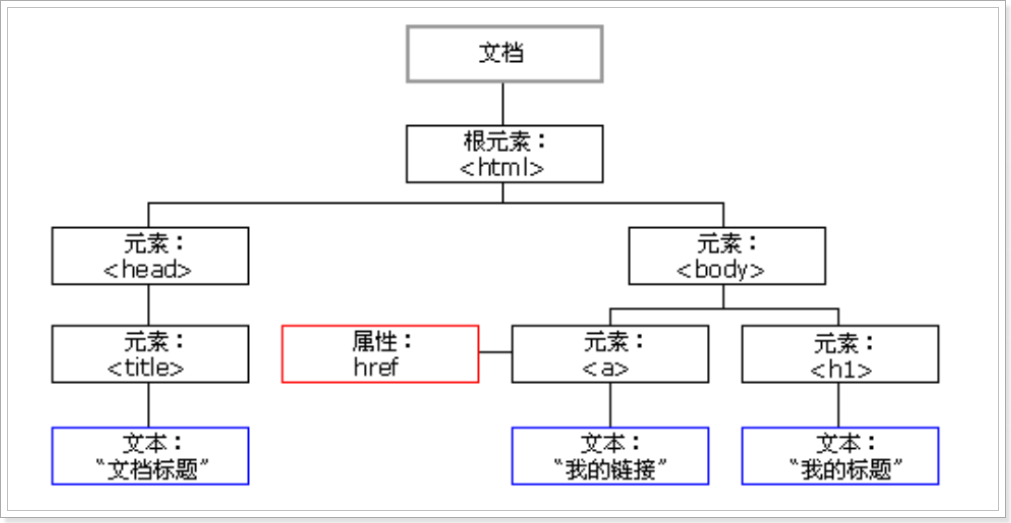 文档
根元素：
<html>
元素：
<head>
元素：
<body>
元素：
<title>
属性：
href
元素：
<a>
元素：
<h1>
文本：
“文档标题”
文本：
“我的链接”
文本：
“我的标题”